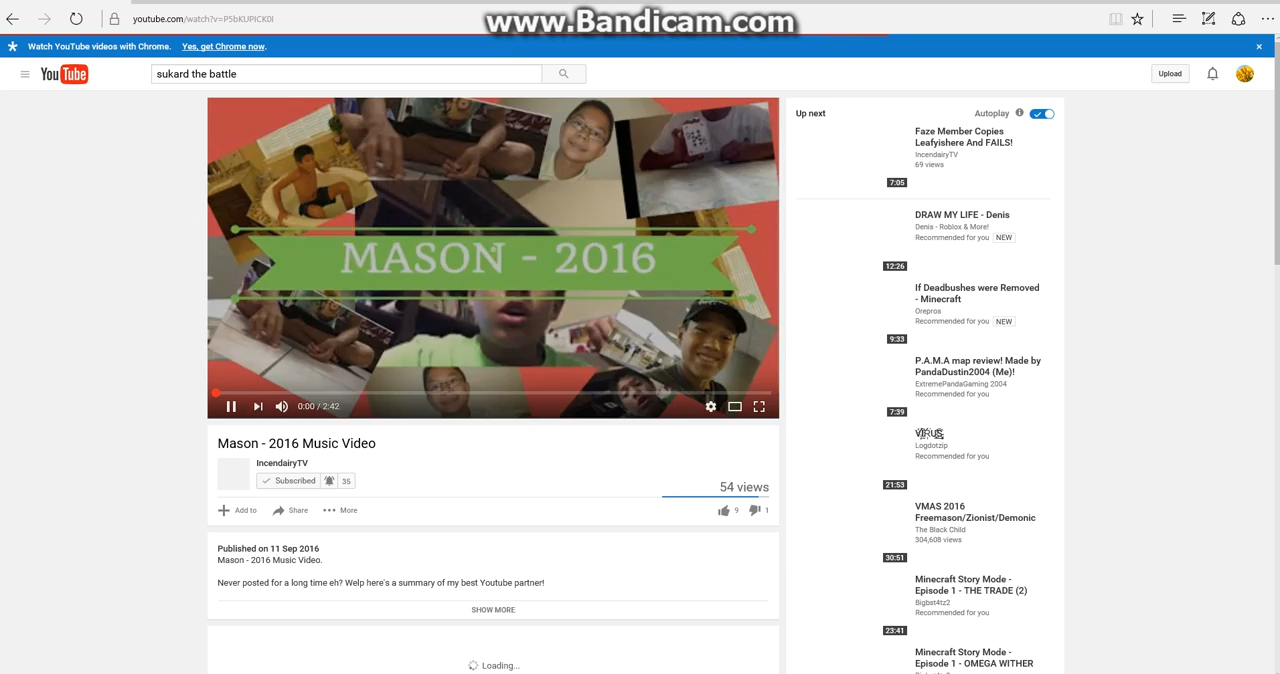 www.Bandicam.com
youtube.com/watch?v=P5bKUPICK0I
Watch YouTube videos with Chrome. Yes, get Chrome now.
YouTube
sukard the battle
Upload
MASON - 2016
0:00 / 2:42
Mason - 2016 Music Video
IncendairyTV
Subscribed 35
54 views
Add to Share More
9 1
Published on 11 Sep 2016
Mason - 2016 Music Video.
Never posted for a long time eh? Welp here's a summary of my best Youtube partner!
SHOW MORE
Loading...
Up next
Autoplay
Faze Member Copies
Leafyishere And FAILS!
IncendairyTV
69 views
7:05
DRAW MY LIFE - Denis
Denis - Roblox & More!
Recommended for you NEW
12:26
If Deadbushes were Removed
- Minecraft
Orepros
Recommended for you NEW
9:33
P.A.M.A map review! Made by
PandaDustin2004 (Me)!
ExtremePandaGaming 2004
Recommended for you
7:39
VIRUS
Logdotzip
Recommended for you
21:53
VMAS 2016
Freemason/Zionist/Demonic
The Black Child
304,608 views
30:51
Minecraft Story Mode -
Episode 1 - THE TRADE (2)
Bigbst4tz2
Recommended for you
23:41
Minecraft Story Mode -
Episode 1 - OMEGA WITHER